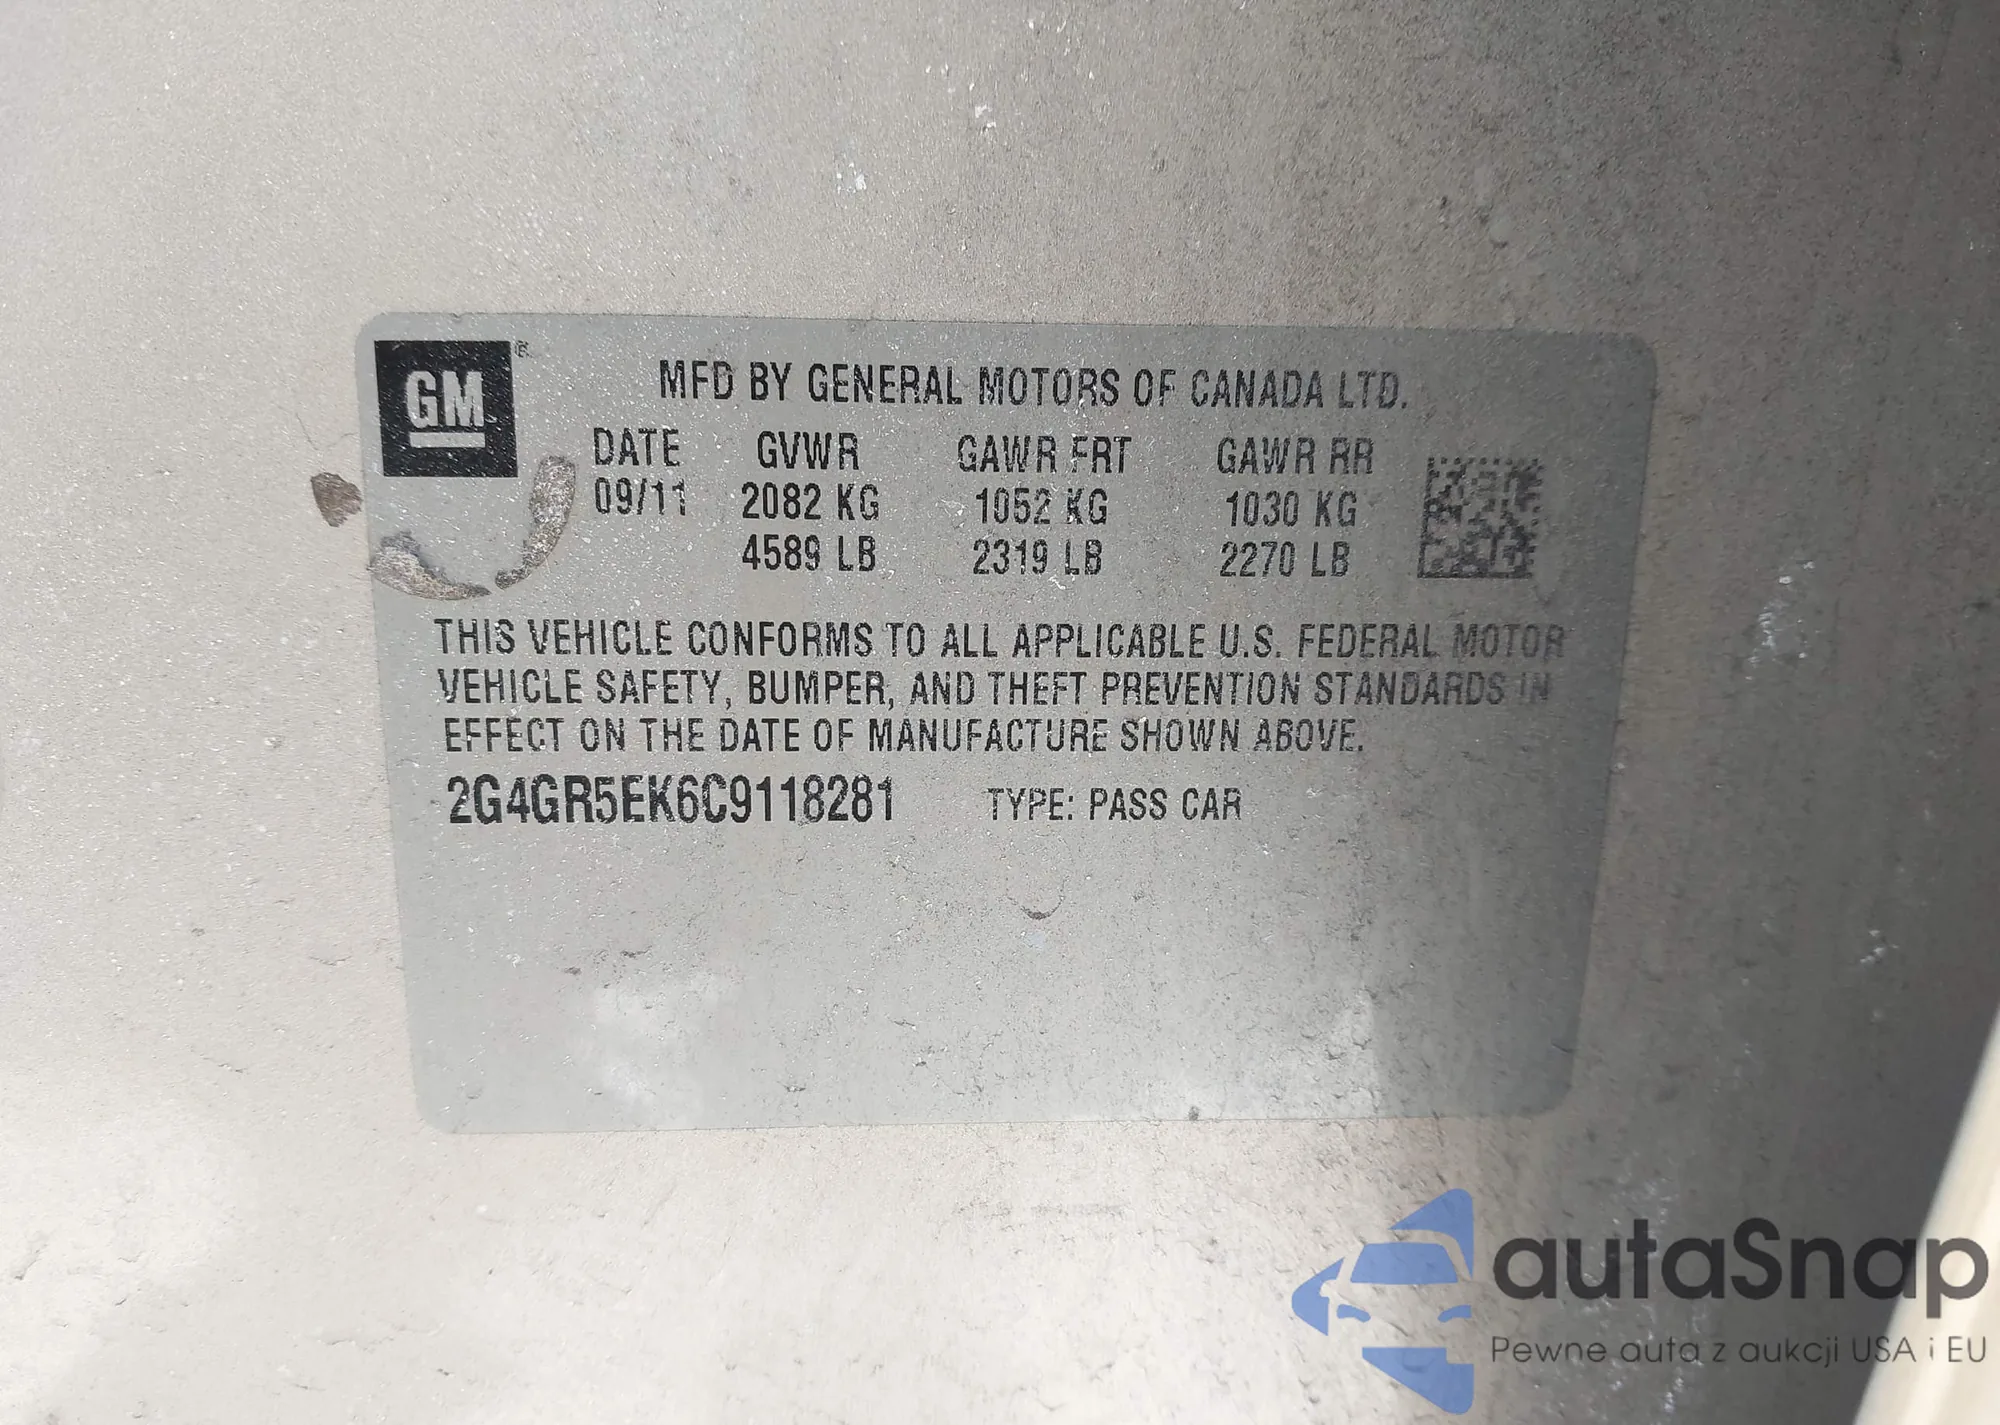 GM ®
MFD BY GENERAL MOTORS OF CANADA LTD.
DATE GVWR GAWR FRT GAWR RR
09/11 2082 KG 1052 KG 1030 KG
4589 LB 2319 LB 2270 LB
THIS VEHICLE CONFORMS TO ALL APPLICABLE U.S. FEDERAL MOTOR
VEHICLE SAFETY, BUMPER, AND THEFT PREVENTION STANDARDS IN
EFFECT ON THE DATE OF MANUFACTURE SHOWN ABOVE.
2G4GR5EK6C9118281 TYPE: PASS CAR
autaSnap
Pewne auta z aukcji USA i EU